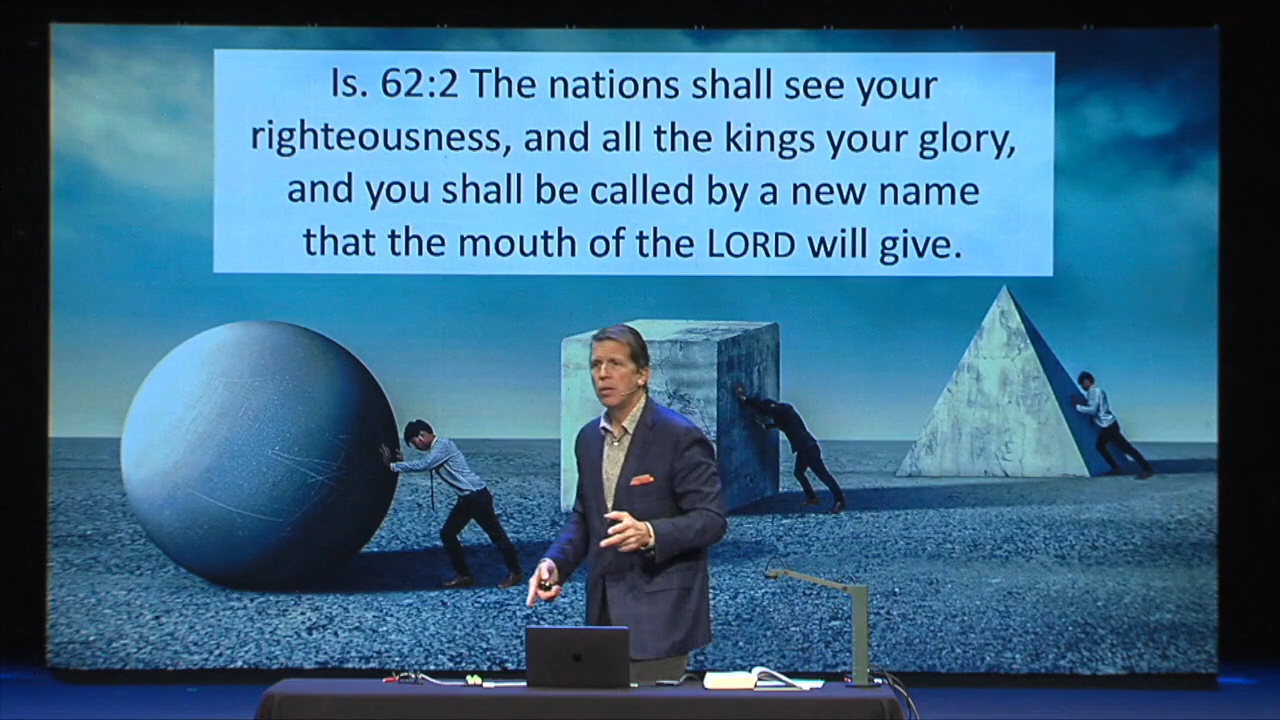 Is. 62:2 The nations shall see your
righteousness, and all the kings your glory,
and you shall be called by a new name
that the mouth of the LORD will give.